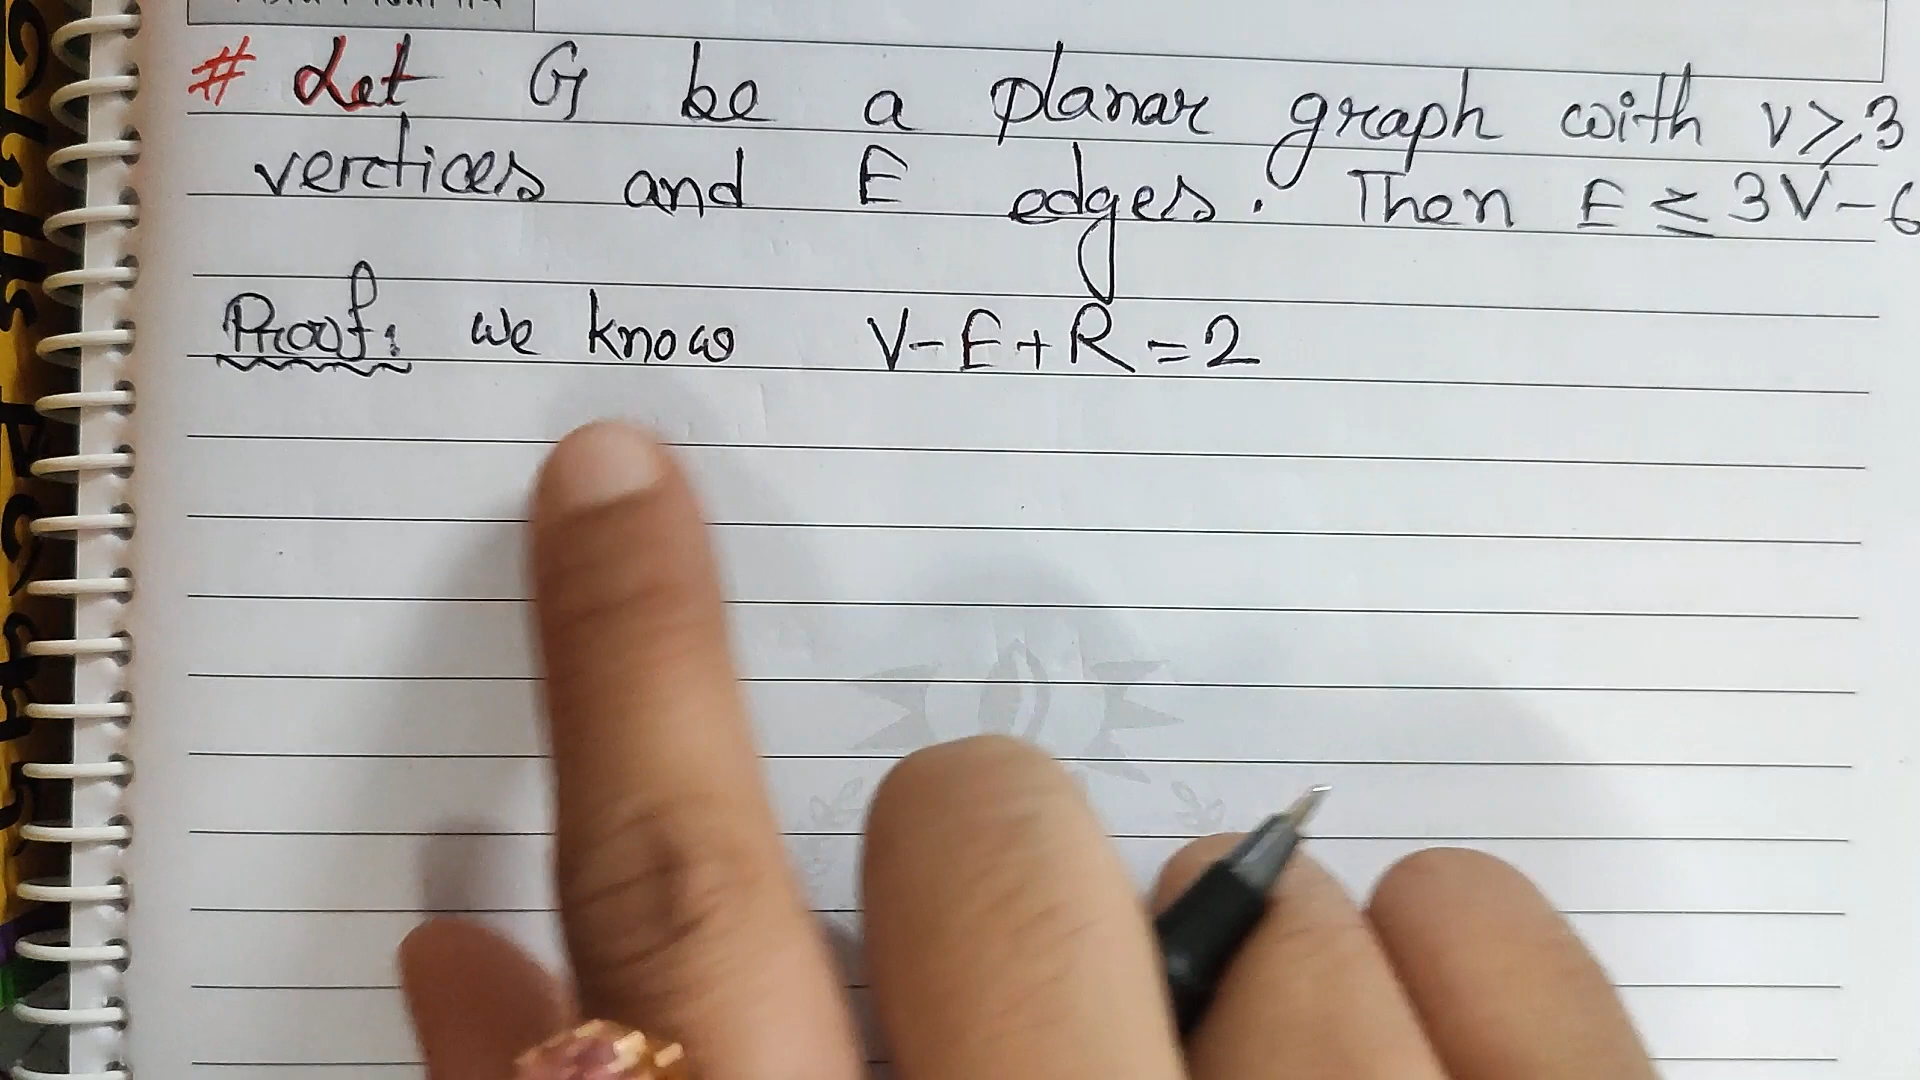 # Let G be a planar graph with v ≥ 3
vertices and E edges. Then E ≤ 3V-6
Proof: we know V-E+R=2